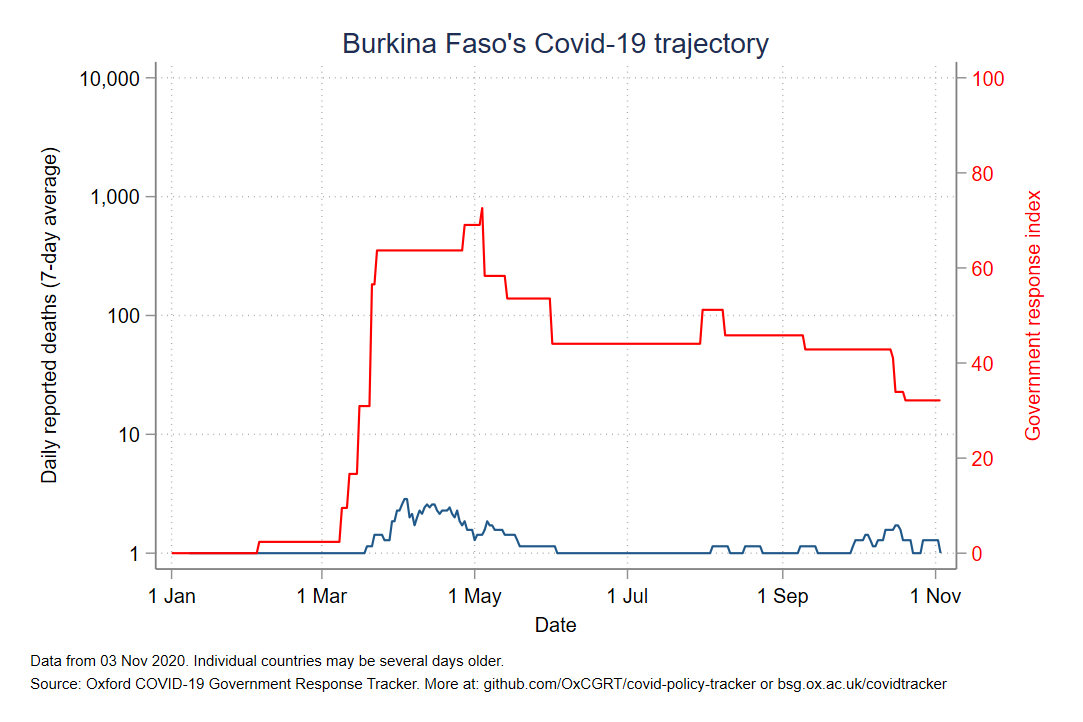 Burkina Faso's Covid-19 trajectory
Daily reported deaths (7-day average)
10,000
1,000
100
10
1
100
80
60
40
20
0
Government response index
1 Jan 1 Mar 1 May 1 Jul 1 Sep 1 Nov
Date
Data from 03 Nov 2020. Individual countries may be several days older.
Source: Oxford COVID-19 Government Response Tracker. More at: github.com/OxCGRT/covid-policy-tracker or bsg.ox.ac.uk/covidtracker